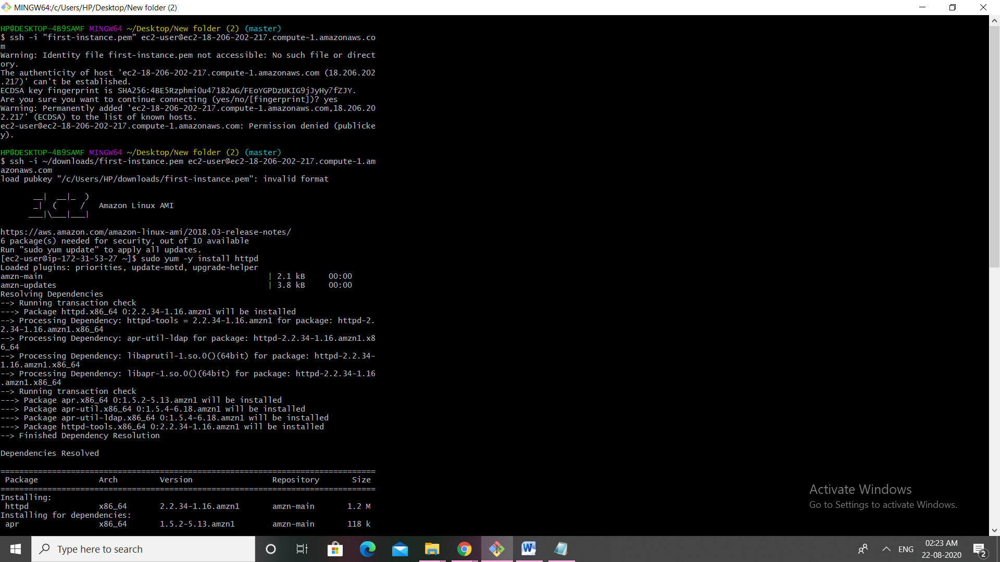 MINGW64:/c/Users/HP/Desktop/New folder (2)
HP@DESKTOP-4B9SAMF MINGW64 ~/Desktop/New folder (2) (master)
$ ssh -i "first-instance.pem" ec2-user@ec2-18-206-202-217.compute-1.amazonaws.co
m
Warning: Identity file first-instance.pem not accessible: No such file or direct
ory.
The authenticity of host 'ec2-18-206-202-217.compute-1.amazonaws.com (18.206.202
.217)' can't be established.
ECDSA key fingerprint is SHA256:4BE5Rzphmi0u47182aG/FEoYGPDzUKIG9jJyHy7fZJY.
Are you sure you want to continue connecting (yes/no/[fingerprint])? yes
Warning: Permanently added 'ec2-18-206-202-217.compute-1.amazonaws.com,18.206.20
2.217' (ECDSA) to the list of known hosts.
ec2-user@ec2-18-206-202-217.compute-1.amazonaws.com: Permission denied (publicke
y).
HP@DESKTOP-4B9SAMF MINGW64 ~/Desktop/New folder (2) (master)
$ ssh -i ~/downloads/first-instance.pem ec2-user@ec2-18-206-202-217.compute-1.am
azonaws.com
load pubkey "/c/Users/HP/downloads/first-instance.pem": invalid format
       __|  __|_  )
       _|  (     /   Amazon Linux AMI
      ___|\___|___|
https://aws.amazon.com/amazon-linux-ami/2018.03-release-notes/
6 package(s) needed for security, out of 10 available
Run "sudo yum update" to apply all updates.
[ec2-user@ip-172-31-53-27 ~]$ sudo yum -y install httpd
Loaded plugins: priorities, update-motd, upgrade-helper
amzn-main                                                | 2.1 kB     00:00
amzn-updates                                             | 3.8 kB     00:00
Resolving Dependencies
--> Running transaction check
---> Package httpd.x86_64 0:2.2.34-1.16.amzn1 will be installed
--> Processing Dependency: httpd-tools = 2.2.34-1.16.amzn1 for package: httpd-2.
2.34-1.16.amzn1.x86_64
--> Processing Dependency: apr-util-ldap for package: httpd-2.2.34-1.16.amzn1.x8
6_64
--> Processing Dependency: libaprutil-1.so.0()(64bit) for package: httpd-2.2.34-
1.16.amzn1.x86_64
--> Processing Dependency: libapr-1.so.0()(64bit) for package: httpd-2.2.34-1.16
.amzn1.x86_64
--> Running transaction check
---> Package apr.x86_64 0:1.5.2-5.13.amzn1 will be installed
---> Package apr-util.x86_64 0:1.5.4-6.18.amzn1 will be installed
---> Package apr-util-ldap.x86_64 0:1.5.4-6.18.amzn1 will be installed
---> Package httpd-tools.x86_64 0:2.2.34-1.16.amzn1 will be installed
--> Finished Dependency Resolution
Dependencies Resolved
================================================================================
 Package             Arch         Version                 Repository       Size
================================================================================
Installing:
 httpd               x86_64       2.2.34-1.16.amzn1       amzn-main       1.2 M
Installing for dependencies:
 apr                 x86_64       1.5.2-5.13.amzn1        amzn-main       118 k
Activate Windows
Go to Settings to activate Windows.
Type here to search
ENG
02:23 AM
22-08-2020
2